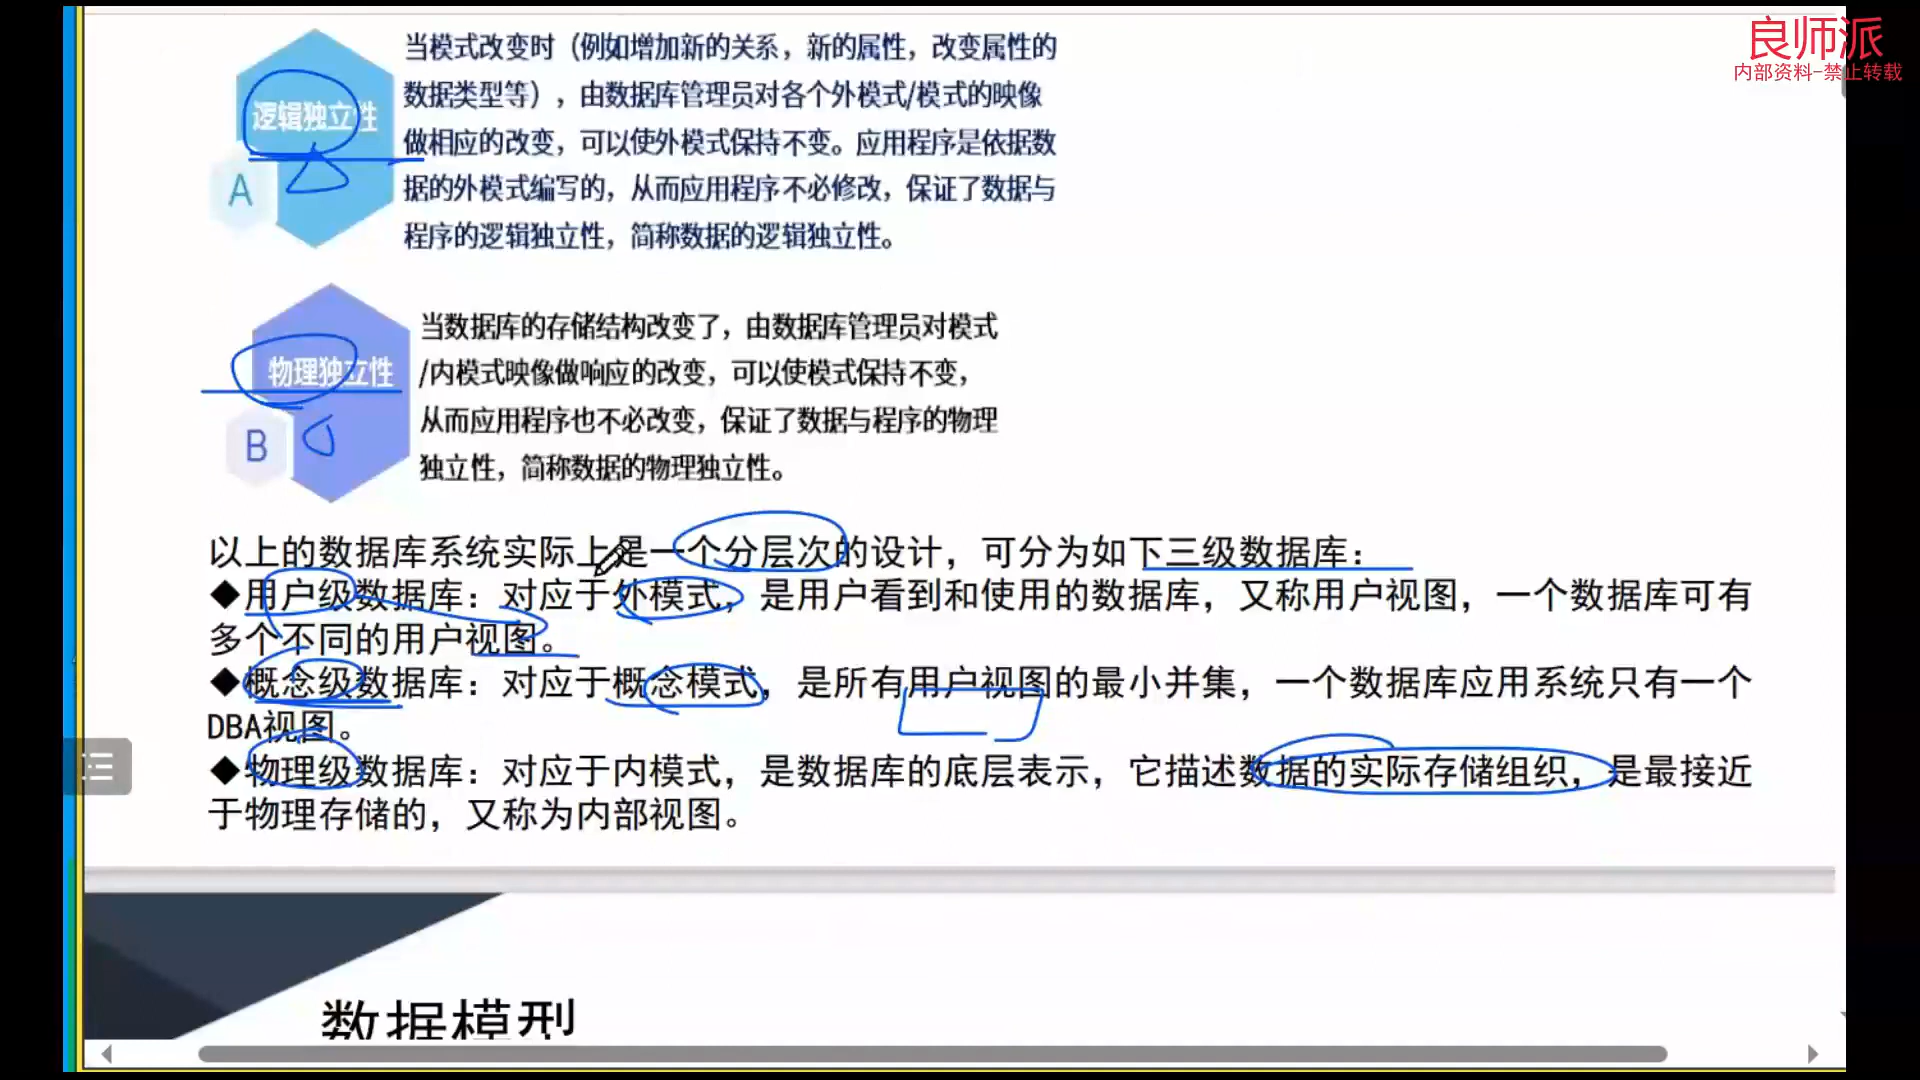 良师派
内部资料-禁止转载
逻辑独立性
A
当模式改变时（例如增加新的关系，新的属性，改变属性的
数据类型等），由数据库管理员对各个外模式/模式的映像
做相应的改变，可以使外模式保持不变。应用程序是依据数
据的外模式编写的，从而应用程序不必修改，保证了数据与
程序的逻辑独立性，简称数据的逻辑独立性。
物理独立性
B
当数据库的存储结构改变了，由数据库管理员对模式
/内模式映像做响应的改变，可以使模式保持不变，
从而应用程序也不必改变，保证了数据与程序的物理
独立性，简称数据的物理独立性。
以上的数据库系统实际上是一个分层次的设计，可分为如下三级数据库：
◆用户级数据库：对应于外模式，是用户看到和使用的数据库，又称用户视图，一个数据库可有
多个不同的用户视图。
◆概念级数据库：对应于概念模式，是所有用户视图的最小并集，一个数据库应用系统只有一个
DBA视图。
◆物理级数据库：对应于内模式，是数据库的底层表示，它描述数据的实际存储组织，是最接近
于物理存储的，又称为内部视图。
数据模型